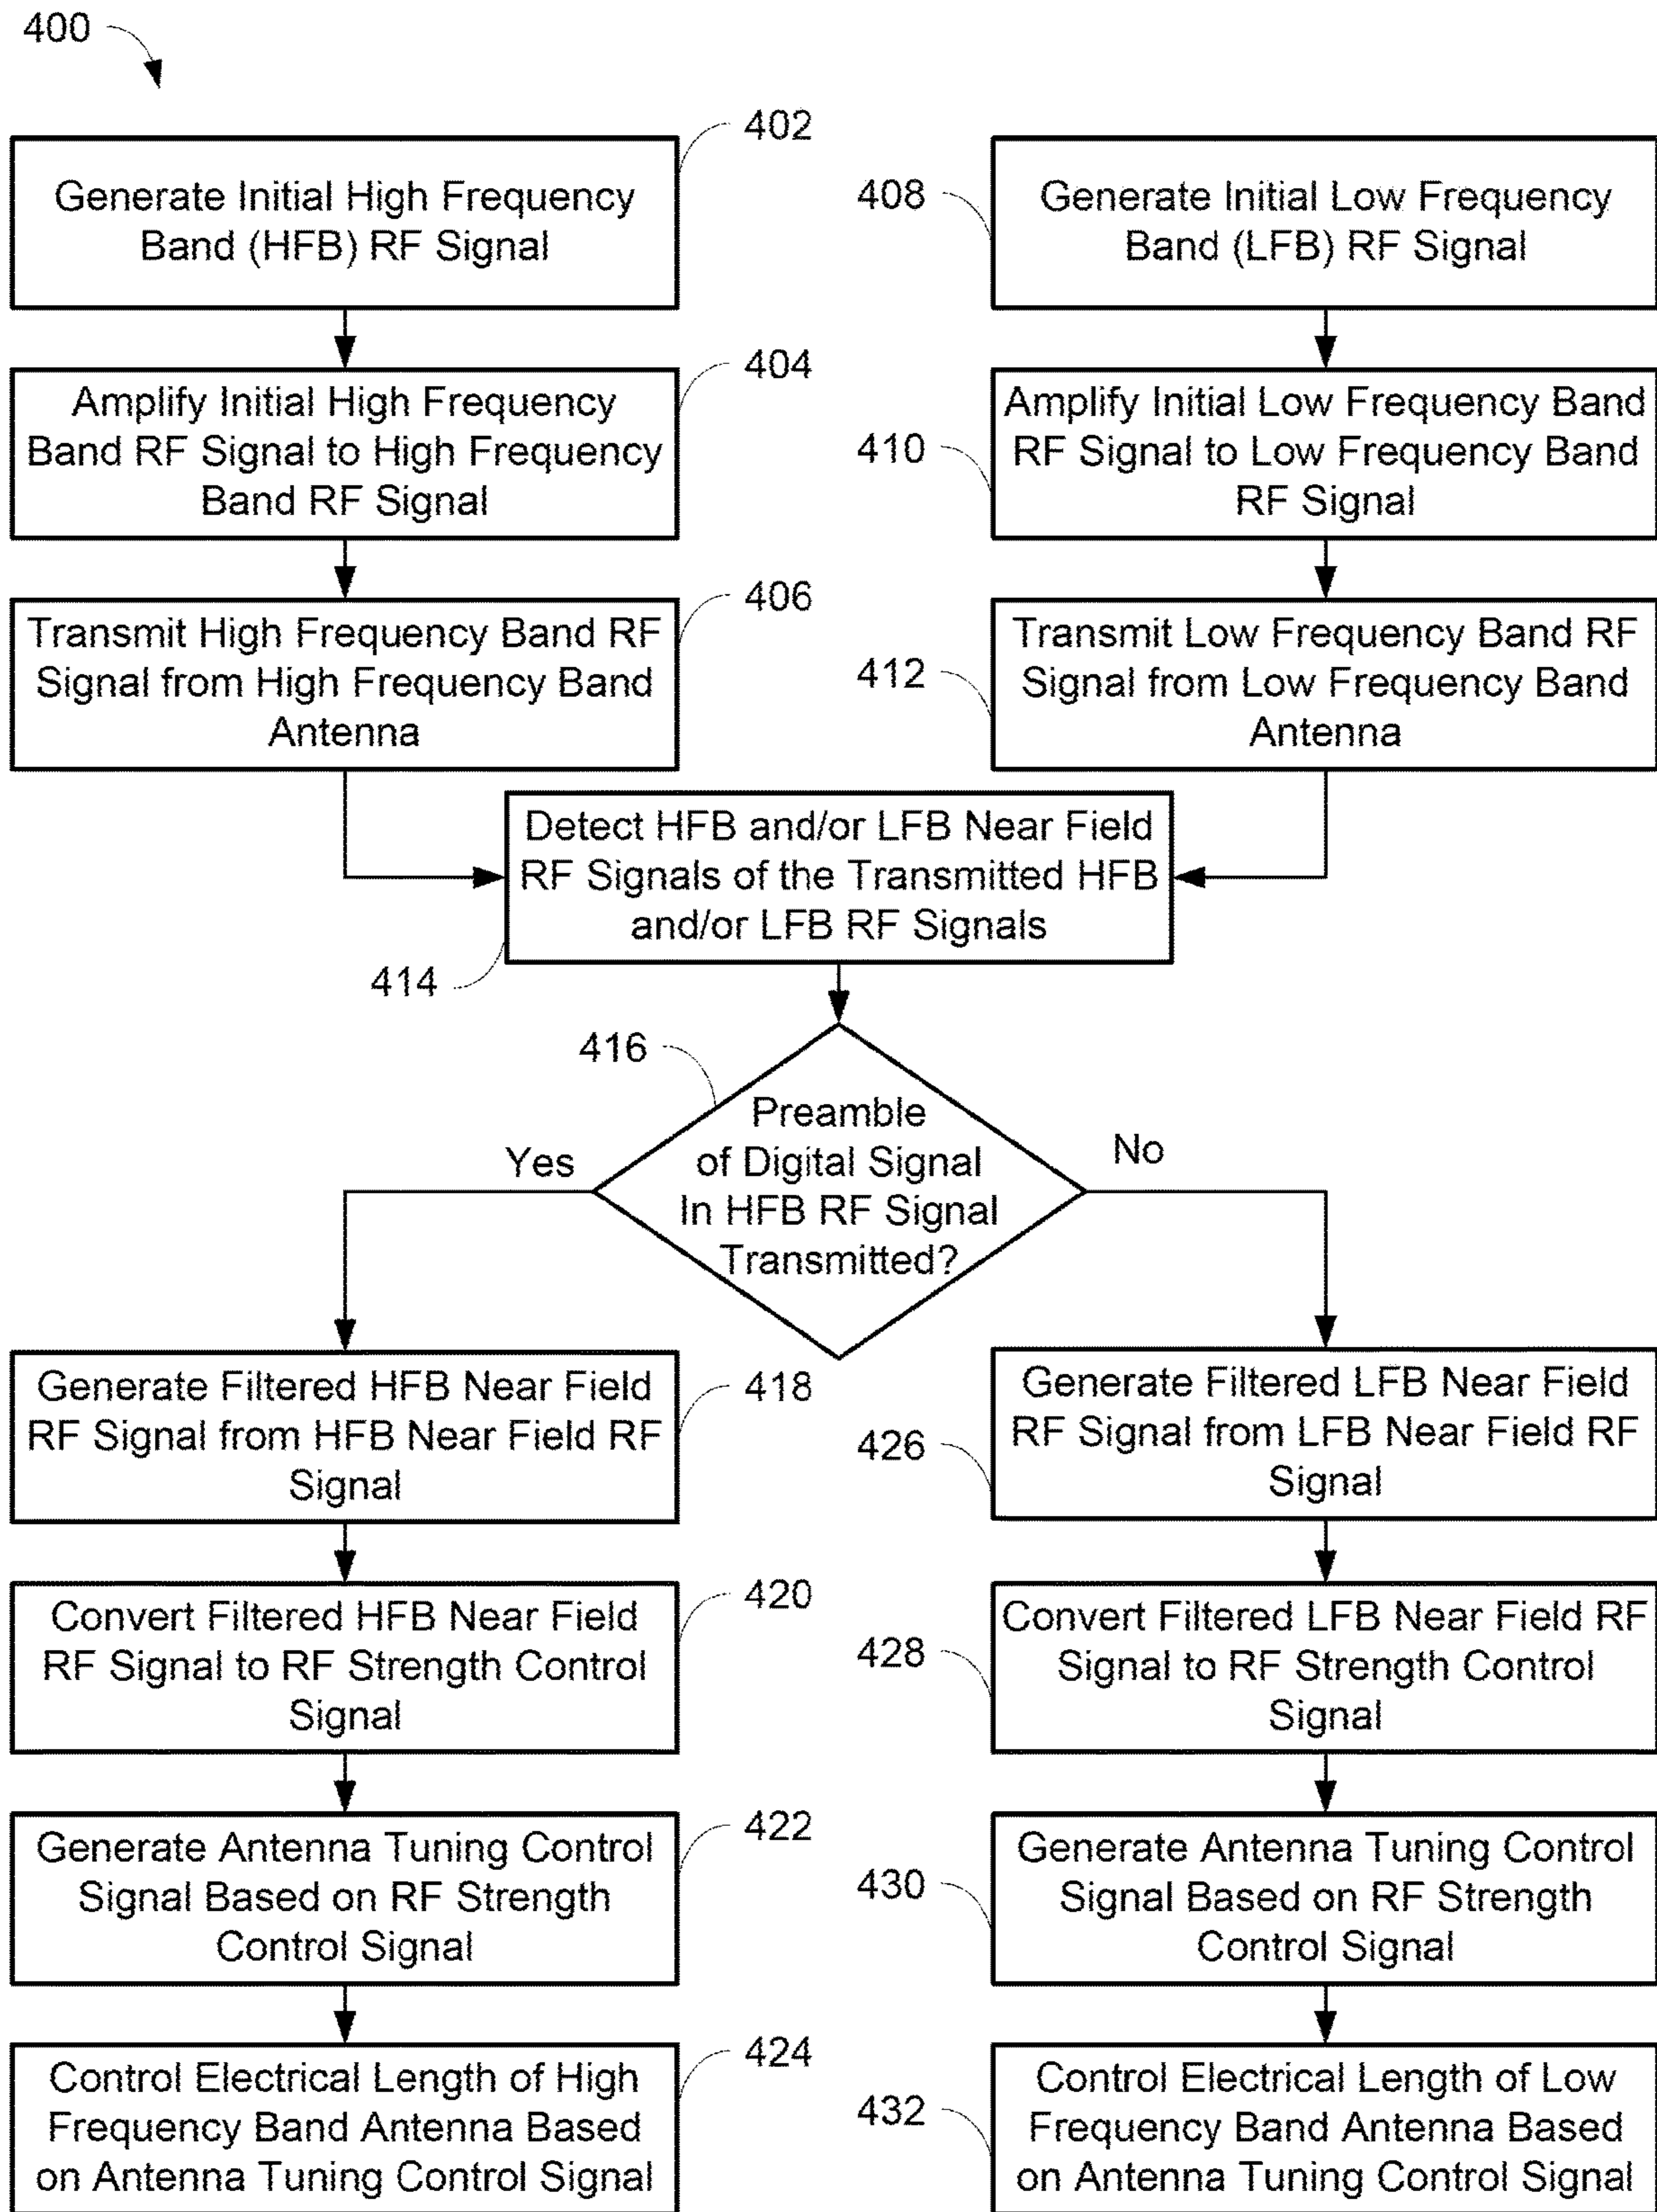 400
402
Generate Initial High Frequency
Band (HFB) RF Signal
408
Generate Initial Low Frequency
Band (LFB) RF Signal
404
Amplify Initial High Frequency
Band RF Signal to High Frequency
Band RF Signal
410
Amplify Initial Low Frequency Band
RF Signal to Low Frequency Band
RF Signal
406
Transmit High Frequency Band RF
Signal from High Frequency Band
Antenna
412
Transmit Low Frequency Band RF
Signal from Low Frequency Band
Antenna
Detect HFB and/or LFB Near Field
RF Signals of the Transmitted HFB
and/or LFB RF Signals
414
416
Preamble
of Digital Signal
In HFB RF Signal
Transmitted?
Yes
No
Generate Filtered HFB Near Field
RF Signal from HFB Near Field RF
Signal
418
Generate Filtered LFB Near Field
RF Signal from LFB Near Field RF
Signal
426
Convert Filtered HFB Near Field
RF Signal to RF Strength Control
Signal
420
Convert Filtered LFB Near Field RF
Signal to RF Strength Control
Signal
428
Generate Antenna Tuning Control
Signal Based on RF Strength
Control Signal
422
Generate Antenna Tuning Control
Signal Based on RF Strength
Control Signal
430
Control Electrical Length of High
Frequency Band Antenna Based
on Antenna Tuning Control Signal
424
Control Electrical Length of Low
Frequency Band Antenna Based
on Antenna Tuning Control Signal
432